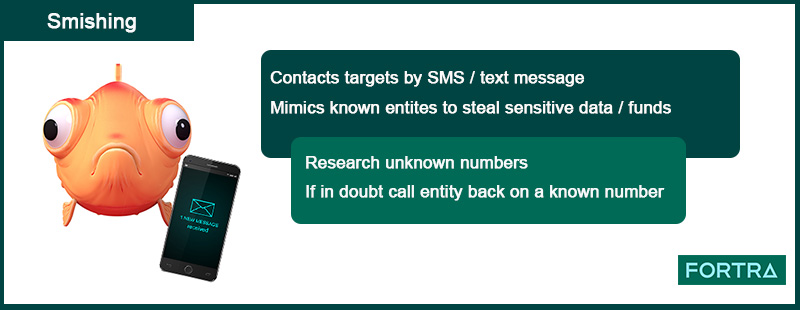 Smishing
Contacts targets by SMS / text message
Mimics known entites to steal sensitive data / funds
Research unknown numbers
If in doubt call entity back on a known number
1 NEW MESSAGE
received
FORTRA